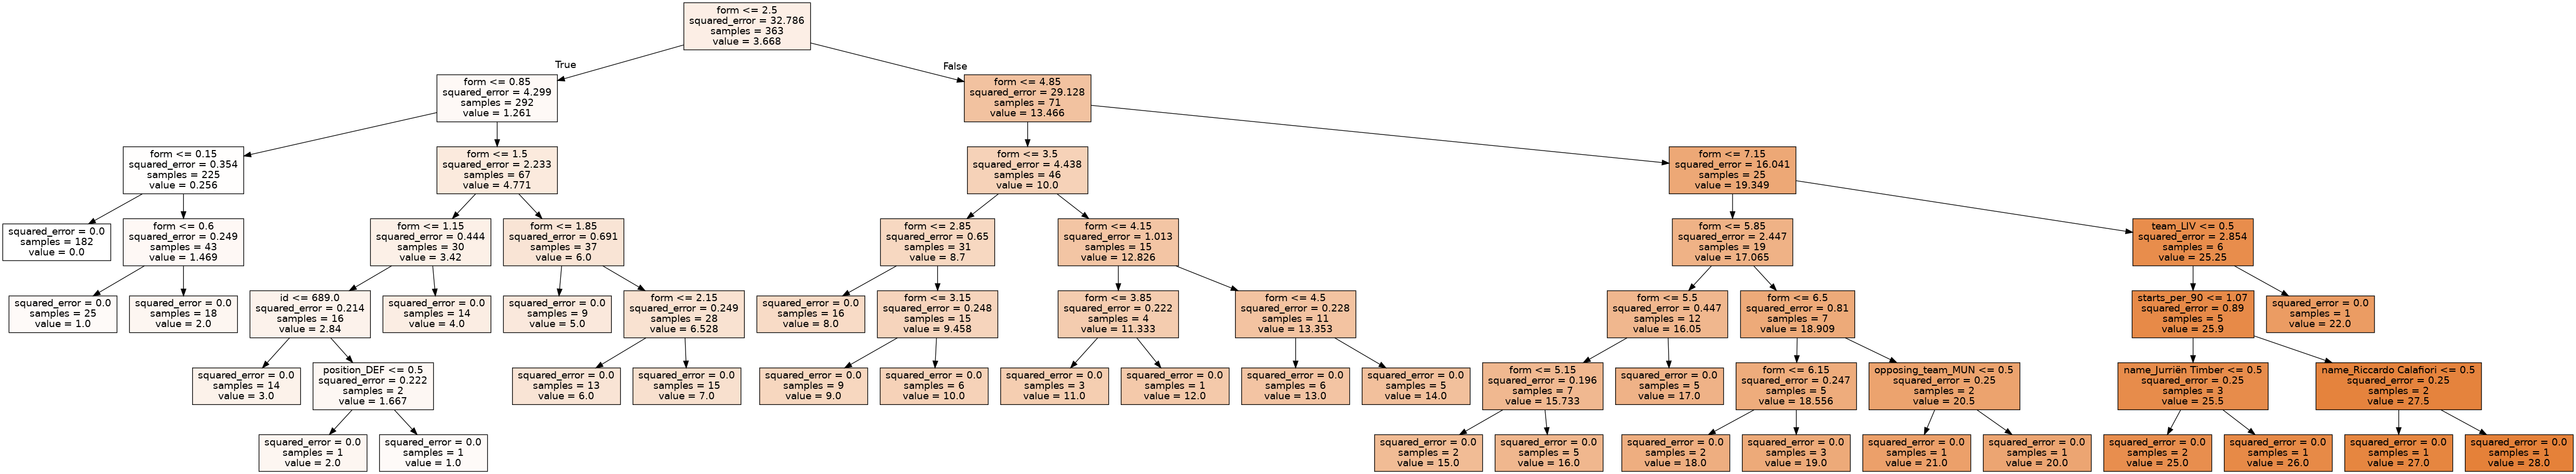 form <= 2.5
squared_error = 32.786
samples = 363
value = 3.668
True
False
form <= 0.85
squared_error = 4.299
samples = 292
value = 1.261
form <= 4.85
squared_error = 29.128
samples = 71
value = 13.466
form <= 0.15
squared_error = 0.354
samples = 225
value = 0.256
form <= 1.5
squared_error = 2.233
samples = 67
value = 4.771
form <= 3.5
squared_error = 4.438
samples = 46
value = 10.0
form <= 7.15
squared_error = 16.041
samples = 25
value = 19.349
squared_error = 0.0
samples = 182
value = 0.0
form <= 0.6
squared_error = 0.249
samples = 43
value = 1.469
form <= 1.15
squared_error = 0.444
samples = 30
value = 3.42
form <= 1.85
squared_error = 0.691
samples = 37
value = 6.0
form <= 2.85
squared_error = 0.65
samples = 31
value = 8.7
form <= 4.15
squared_error = 1.013
samples = 15
value = 12.826
form <= 5.85
squared_error = 2.447
samples = 19
value = 17.065
team_LIV <= 0.5
squared_error = 2.854
samples = 6
value = 25.25
squared_error = 0.0
samples = 25
value = 1.0
squared_error = 0.0
samples = 18
value = 2.0
id <= 689.0
squared_error = 0.214
samples = 16
value = 2.84
squared_error = 0.0
samples = 14
value = 4.0
squared_error = 0.0
samples = 9
value = 5.0
form <= 2.15
squared_error = 0.249
samples = 28
value = 6.528
squared_error = 0.0
samples = 16
value = 8.0
form <= 3.15
squared_error = 0.248
samples = 15
value = 9.458
form <= 3.85
squared_error = 0.222
samples = 4
value = 11.333
form <= 4.5
squared_error = 0.228
samples = 11
value = 13.353
form <= 5.5
squared_error = 0.447
samples = 12
value = 16.05
form <= 6.5
squared_error = 0.81
samples = 7
value = 18.909
starts_per_90 <= 1.07
squared_error = 0.89
samples = 5
value = 25.9
squared_error = 0.0
samples = 1
value = 22.0
squared_error = 0.0
samples = 14
value = 3.0
position_DEF <= 0.5
squared_error = 0.222
samples = 2
value = 1.667
squared_error = 0.0
samples = 13
value = 6.0
squared_error = 0.0
samples = 15
value = 7.0
squared_error = 0.0
samples = 9
value = 9.0
squared_error = 0.0
samples = 6
value = 10.0
squared_error = 0.0
samples = 3
value = 11.0
squared_error = 0.0
samples = 1
value = 12.0
squared_error = 0.0
samples = 6
value = 13.0
squared_error = 0.0
samples = 5
value = 14.0
form <= 5.15
squared_error = 0.196
samples = 7
value = 15.733
squared_error = 0.0
samples = 5
value = 17.0
form <= 6.15
squared_error = 0.247
samples = 5
value = 18.556
opposing_team_MUN <= 0.5
squared_error = 0.25
samples = 2
value = 20.5
name_Jurriën Timber <= 0.5
squared_error = 0.25
samples = 3
value = 25.5
name_Riccardo Calafiori <= 0.5
squared_error = 0.25
samples = 2
value = 27.5
squared_error = 0.0
samples = 1
value = 2.0
squared_error = 0.0
samples = 1
value = 1.0
squared_error = 0.0
samples = 2
value = 15.0
squared_error = 0.0
samples = 5
value = 16.0
squared_error = 0.0
samples = 2
value = 18.0
squared_error = 0.0
samples = 3
value = 19.0
squared_error = 0.0
samples = 1
value = 21.0
squared_error = 0.0
samples = 1
value = 20.0
squared_error = 0.0
samples = 2
value = 25.0
squared_error = 0.0
samples = 1
value = 26.0
squared_error = 0.0
samples = 1
value = 27.0
squared_error = 0.0
samples = 1
value = 28.0